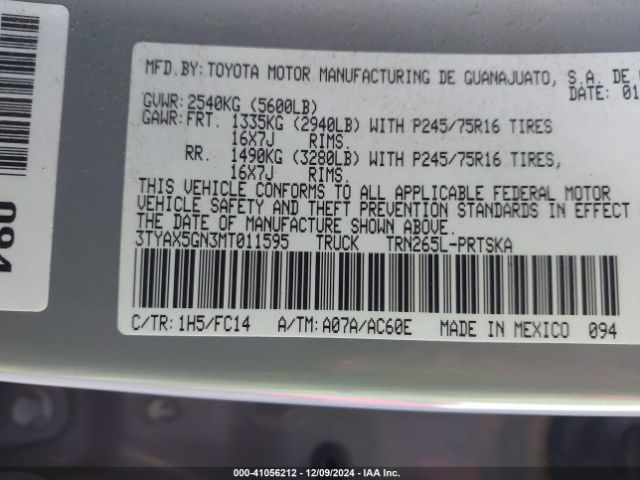 MFD.BY: TOYOTA MOTOR MANUFACTURING DE GUANAJUATO, S.A. DE
DATE: 01
GVWR: 2540KG (5600LB)
GAWR: FRT. 1335KG (2940LB) WITH P245/75R16 TIRES
16X7J RIMS.
RR. 1490KG (3280LB) WITH P245/75R16 TIRES,
16X7J RIMS.
THIS VEHICLE CONFORMS TO ALL APPLICABLE FEDERAL MOTOR
VEHICLE SAFETY AND THEFT PREVENTION STANDARDS IN EFFECT
THE DATE OF MANUFACTURE SHOWN ABOVE.
3TYAX5GN3MT011595 TRUCK TRN265L-PRTSKA
C/TR: 1H5/FC14 A/TM: A07A/AC60E MADE IN MEXICO 094
094
000-41056212 - 12/09/2024 - IAA Inc.